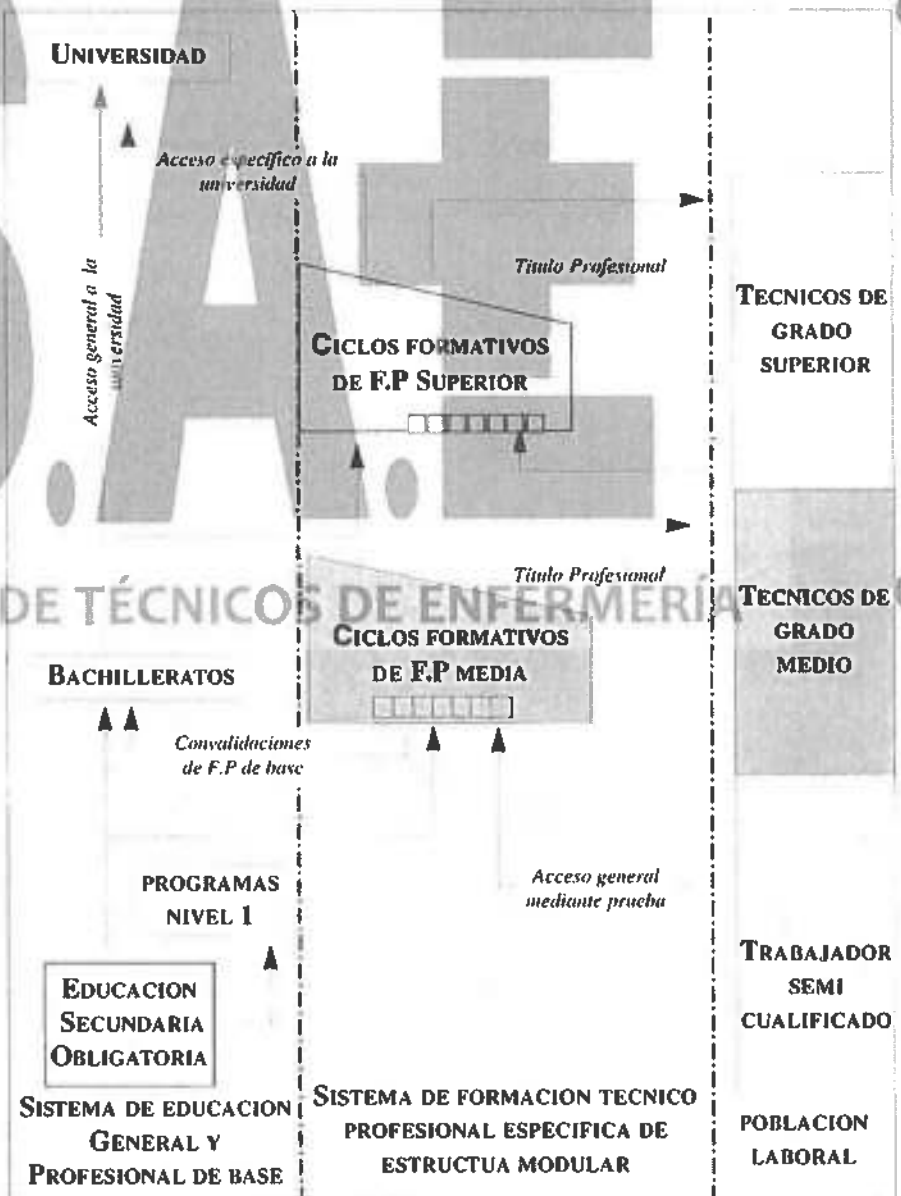 UNIVERSIDAD
Acceso específico a la
universidad
Acceso general a la
universidad
Titulo Profesional
CICLOS FORMATIVOS
DE F.P SUPERIOR
TECNICOS DE
GRADO
SUPERIOR
S.A.E
DE TÉCNICOS DE ENFERMERÍA
Titulo Profesional
CICLOS FORMATIVOS
DE F.P MEDIA
TECNICOS DE
GRADO
MEDIO
BACHILLERATOS
Convalidaciones
de F.P de base
PROGRAMAS
NIVEL 1
Acceso general
mediante prueba
EDUCACION
SECUNDARIA
OBLIGATORIA
TRABAJADOR
SEMI
CUALIFICADO
SISTEMA DE EDUCACION
GENERAL Y
PROFESIONAL DE BASE
SISTEMA DE FORMACION TECNICO
PROFESIONAL ESPECIFICA DE
ESTRUCTUA MODULAR
POBLACION
LABORAL